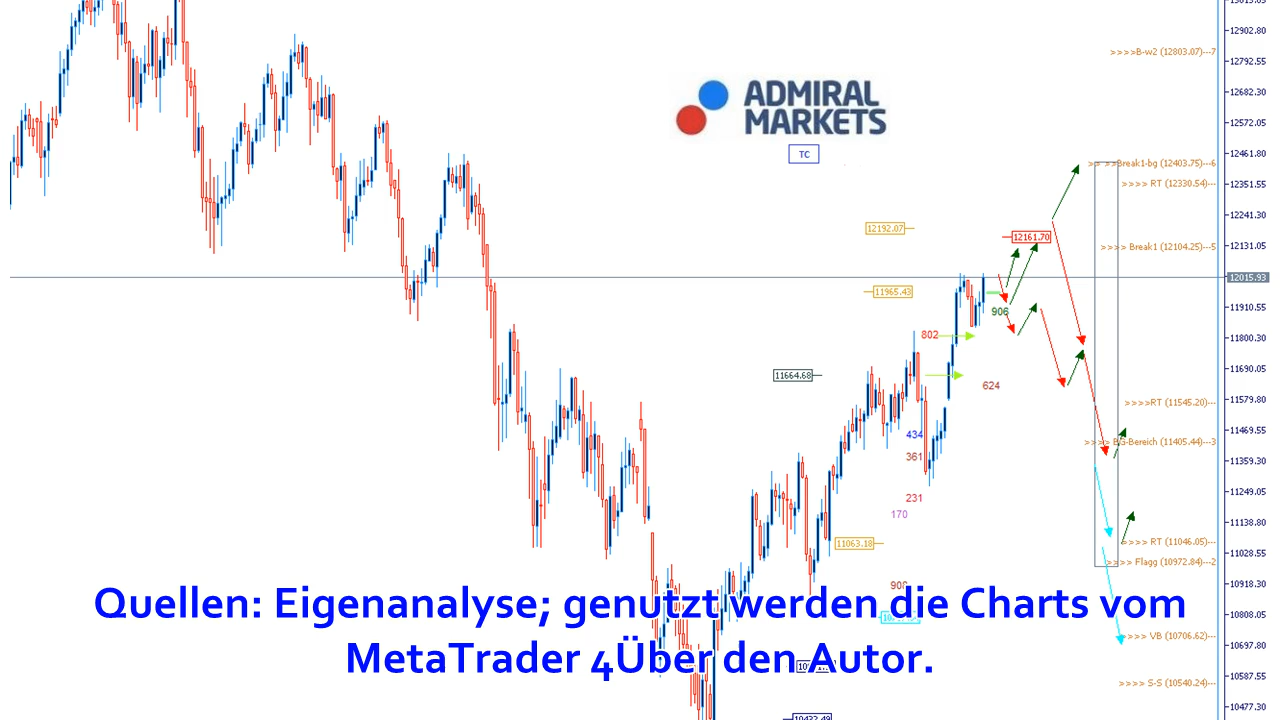 13013.05
12902.80
>>>>B-w2 (12803.07)---7
12792.55
ADMIRAL
MARKETS
12682.30
12572.05
TC
12461.80
>> >>Break1-bg (12403.75)---6
12351.55
>>>> RT (12330.54)---
12241.30
12192.07
12161.70
12131.05
>>>> Break1 (12104.25)---5
12015.93
11965.43
11910.55
906
802
11800.30
11690.05
11664.68
624
11579.80
>>>>RT (11545.20)---
434
11469.55
>>>> BG-Bereich (11405.44)---3
361
11359.30
231
11249.05
170
11138.80
11063.18
>>>> RT (11046.05)---
11028.55
>>>> Flagg (10972.84)---2
10918.30
Quellen: Eigenanalyse; genutzt werden die Charts vom
10808.05
>>>> VB (10706.62)---
10697.80
MetaTrader 4Über den Autor.
>>>> S-S (10540.24)---
10587.55
10477.30
10432.49